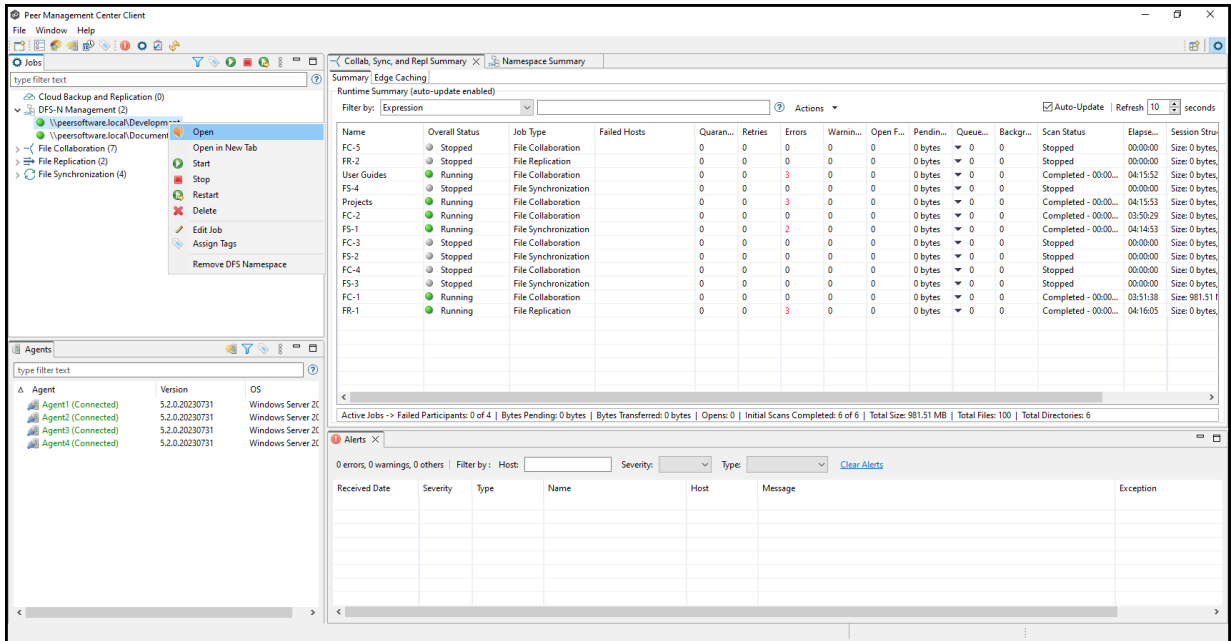 Peer Management Center Client
File Window Help
Jobs
type filter text
Cloud Backup and Replication (0)
DFS-N Management (2)
\\peersoftware.local\Development
\\peersoftware.local\Document
File Collaboration (7)
File Replication (2)
File Synchronization (4)
Open
Open in New Tab
Start
Stop
Restart
Delete
Edit Job
Assign Tags
Remove DFS Namespace
Agents
type filter text
Agent Version OS
Agent1 (Connected) 5.2.0.20230731 Windows Server 20
Agent2 (Connected) 5.2.0.20230731 Windows Server 20
Agent3 (Connected) 5.2.0.20230731 Windows Server 20
Agent4 (Connected) 5.2.0.20230731 Windows Server 20
Collab, Sync, and Repl Summary Namespace Summary
Summary Edge Caching
Runtime Summary (auto-update enabled)
Filter by: Expression Actions Auto-Update Refresh 10 seconds
Name Overall Status Job Type Failed Hosts Quaran... Retries Errors Warnin... Open F... Pendin... Queue... Backgr... Scan Status Elapse... Session Stru
FC-5 Stopped File Collaboration 0 0 0 0 0 0 bytes 0 0 Stopped 00:00:00 Size: 0 bytes,
FR-2 Stopped File Replication 0 0 0 0 0 0 bytes 0 0 Stopped 00:00:00 Size: 0 bytes,
User Guides Running File Collaboration 0 0 3 0 0 0 bytes 0 0 Completed - 00:00... 04:15:52 Size: 0 bytes,
FS-4 Stopped File Synchronization 0 0 0 0 0 0 bytes 0 0 Stopped 00:00:00 Size: 0 bytes,
Projects Running File Collaboration 0 0 3 0 0 0 bytes 0 0 Completed - 00:00... 04:15:53 Size: 0 bytes,
FC-2 Running File Collaboration 0 0 0 0 0 0 bytes 0 0 Completed - 00:00... 03:50:29 Size: 0 bytes,
FS-1 Running File Synchronization 0 0 2 0 0 0 bytes 0 0 Completed - 00:00... 04:14:53 Size: 0 bytes,
FC-3 Stopped File Collaboration 0 0 0 0 0 0 bytes 0 0 Stopped 00:00:00 Size: 0 bytes,
FS-2 Stopped File Synchronization 0 0 0 0 0 0 bytes 0 0 Stopped 00:00:00 Size: 0 bytes,
FC-4 Stopped File Collaboration 0 0 0 0 0 0 bytes 0 0 Stopped 00:00:00 Size: 0 bytes,
FS-3 Stopped File Synchronization 0 0 0 0 0 0 bytes 0 0 Stopped 00:00:00 Size: 0 bytes,
FC-1 Running File Collaboration 0 0 0 0 0 0 bytes 0 0 Completed - 00:00... 03:51:38 Size: 981.51
FR-1 Running File Replication 0 0 3 0 0 0 bytes 0 0 Completed - 00:00... 04:16:05 Size: 0 bytes,
Active Jobs -> Failed Participants: 0 of 4 | Bytes Pending: 0 bytes | Bytes Transferred: 0 bytes | Opens: 0 | Initial Scans Completed: 6 of 6 | Total Size: 981.51 MB | Total Files: 100 | Total Directories: 6
Alerts
0 errors, 0 warnings, 0 others | Filter by : Host: Severity: Type: Clear Alerts
Received Date Severity Type Name Host Message Exception